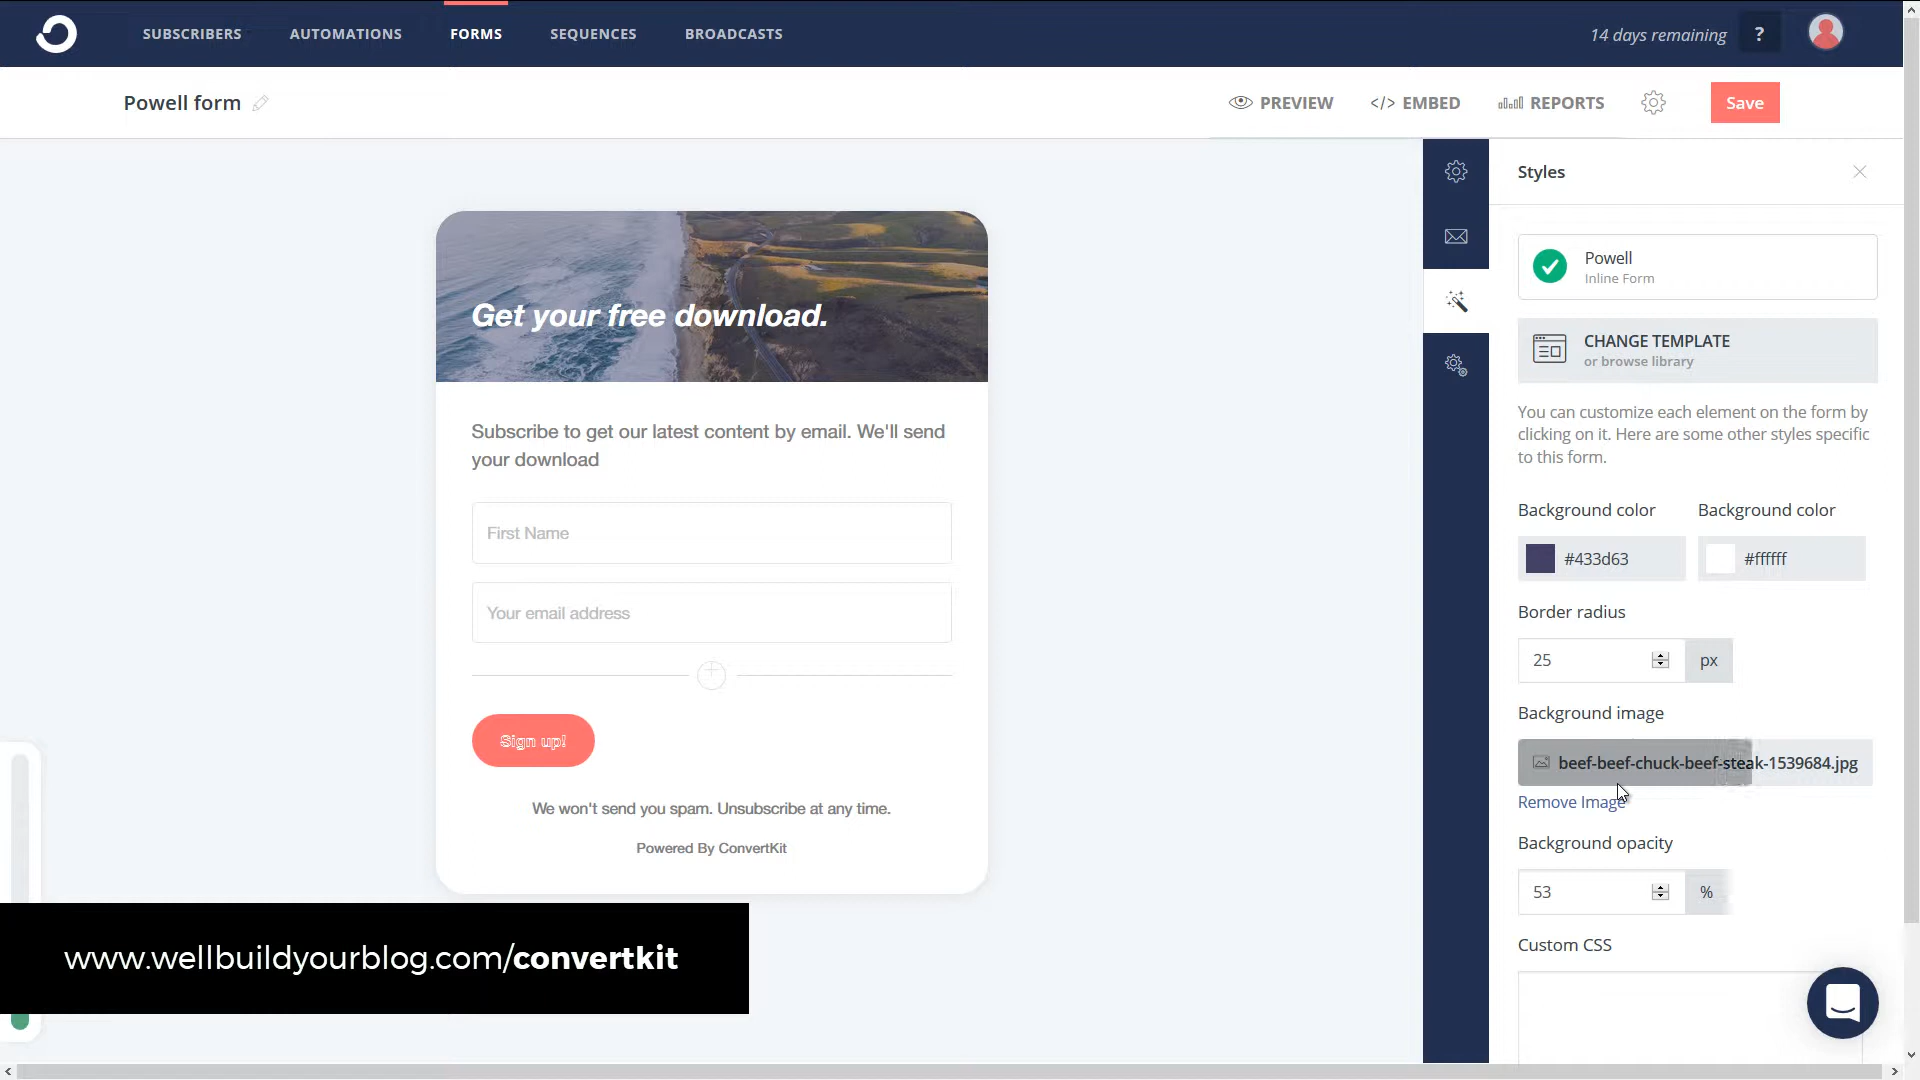 SUBSCRIBERS AUTOMATIONS FORMS SEQUENCES BROADCASTS 14 days remaining ?
Powell form PREVIEW </> EMBED REPORTS Save
Styles
Powell
Inline Form
CHANGE TEMPLATE
or browse library
You can customize each element on the form by
clicking on it. Here are some other styles specific
to this form.
Background color Background color
#433d63 #ffffff
Border radius
25 px
Background image
beef-beef-chuck-beef-steak-1539684.jpg
Remove Image
Background opacity
53 %
Custom CSS
Get your free download.
Subscribe to get our latest content by email. We'll send
your download
First Name
Your email address
Sign up!
We won't send you spam. Unsubscribe at any time.
Powered By ConvertKit
www.wellbuildyourblog.com/convertkit